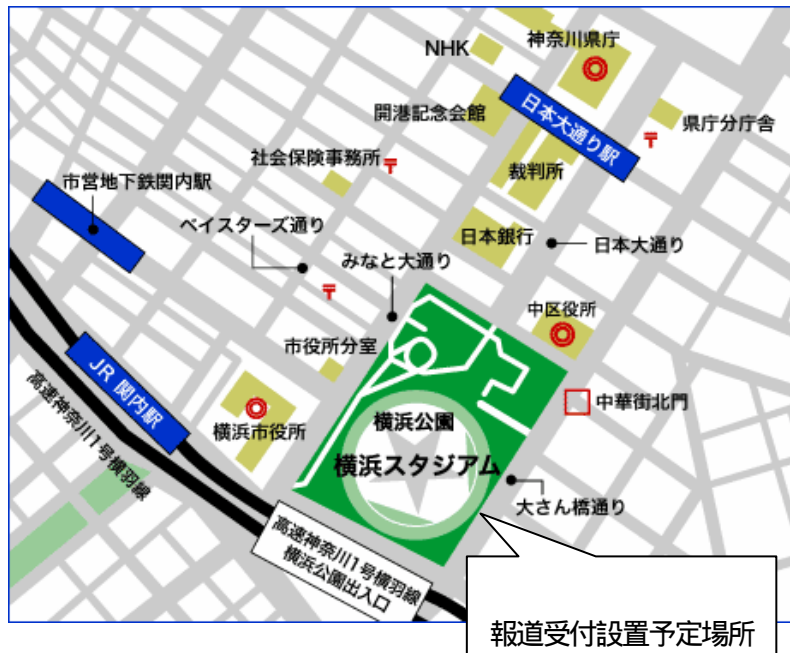 神奈川県庁
NHK
開港記念会館
日本大通り駅
県庁分庁舎
社会保険事務所
裁判所
市営地下鉄関内駅
ベイスターズ通り
日本銀行
日本大通り
みなと大通り
中区役所
市役所分室
JR 関内駅
中華街北門
横浜公園
横浜市役所
横浜スタジアム
高速神奈川1号横羽線
大さん橋通り
高速神奈川1号横羽線
横浜公園出入口
報道受付設置予定場所